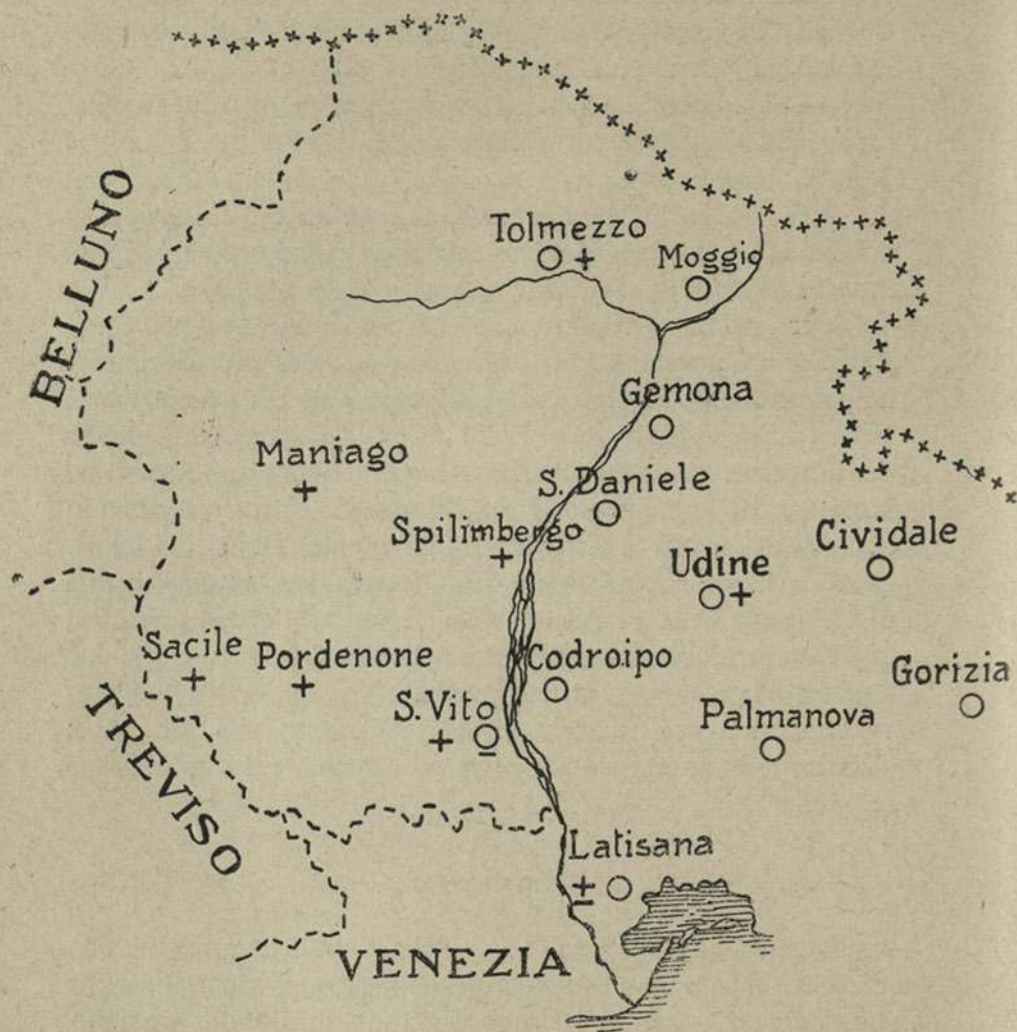 BELLUNO
Tolmezzo
Moggio
Gemona
Maniago
S. Daniele
Spilimbergo
Udine
Cividale
Sacile
Pordenone
Codroipo
Gorizia
S. Vito
Palmanova
TREVISO
Latisana
VENEZIA